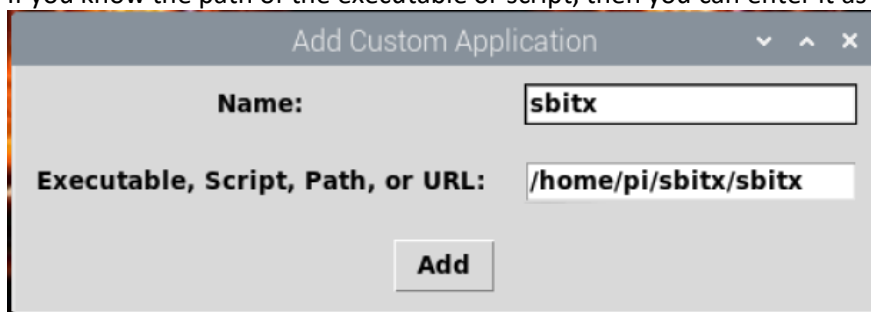 If you know the path of the executable or script, then you can enter it as
Add Custom Application
Name: sbitx
Executable, Script, Path, or URL: /home/pi/sbitx/sbitx
Add